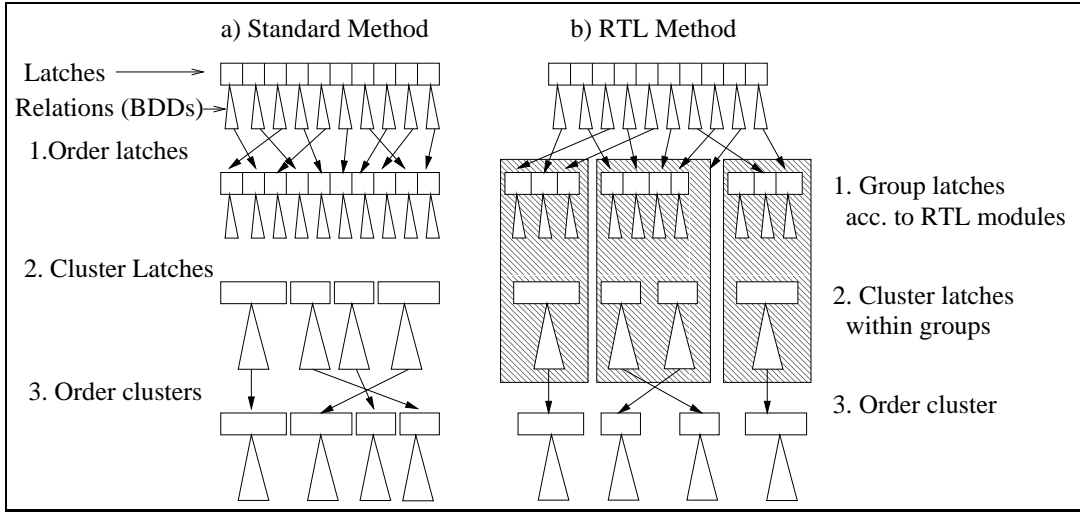 a) Standard Method
b) RTL Method
Latches
Relations (BDDs)
1.Order latches
1. Group latches
acc. to RTL modules
2. Cluster Latches
2. Cluster latches
within groups
3. Order clusters
3. Order cluster